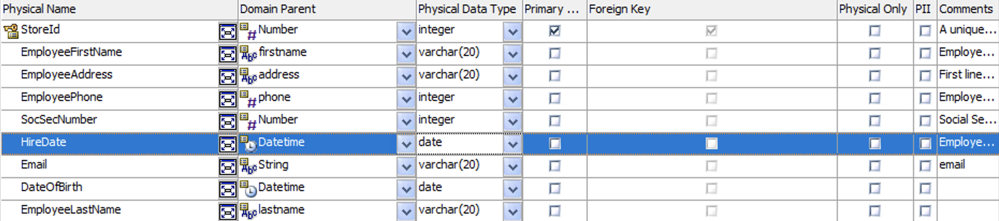 Physical Name Domain Parent Physical Data Type Primary ... Foreign Key Physical Only PII Comments
StoreId Number integer A unique...
EmployeeFirstName firstname varchar(20) Employe...
EmployeeAddress address varchar(20) First line...
EmployeePhone phone integer Employe...
SocSecNumber Number integer Social Se...
HireDate Datetime date Employe...
Email String varchar(20) email
DateOfBirth Datetime date
EmployeeLastName lastname varchar(20)